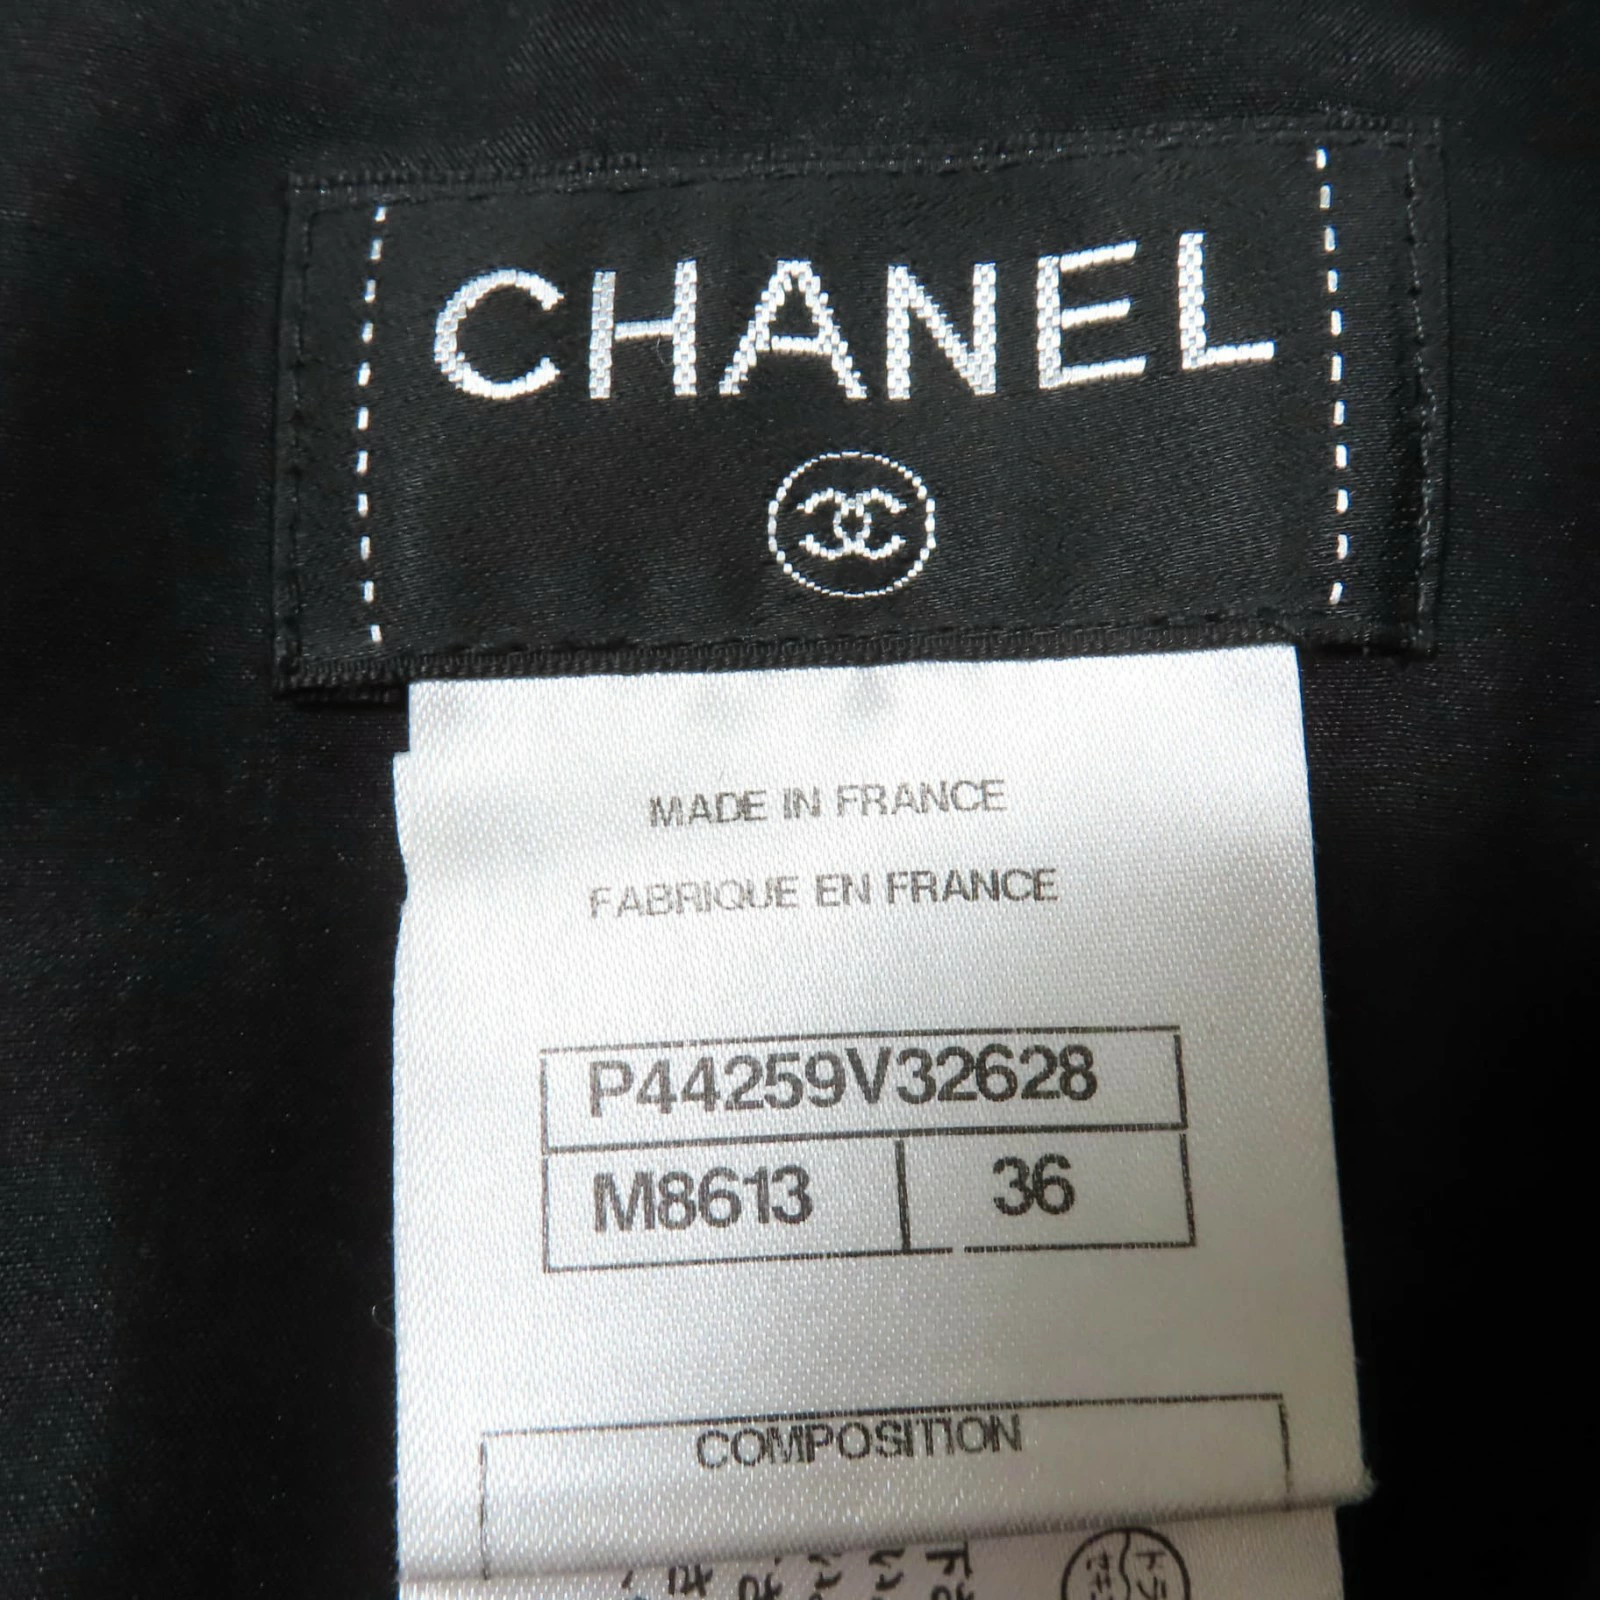 CHANEL
MADE IN FRANCE
FABRIQUE EN FRANCE
P44259V32628
M8613 36
COMPOSITION